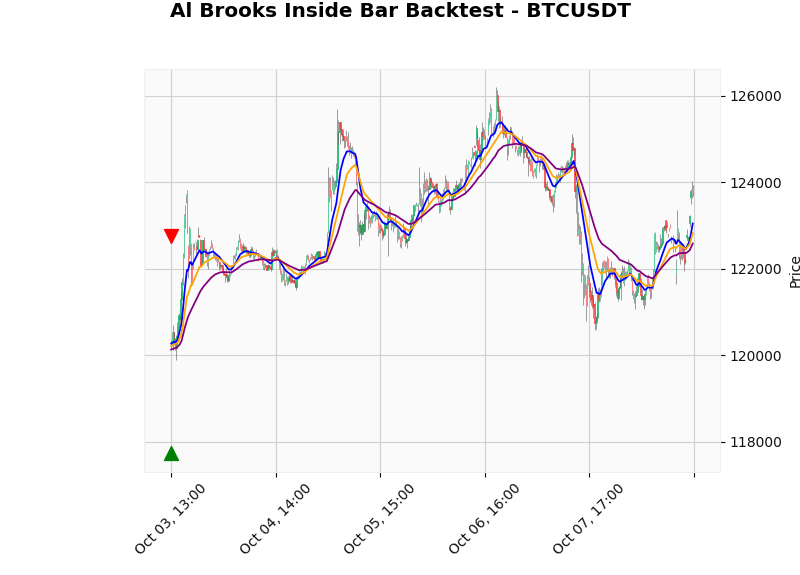 Al Brooks Inside Bar Backtest - BTCUSDT
126000
124000
122000
120000
118000
Price
Oct 03, 13:00
Oct 04, 14:00
Oct 05, 15:00
Oct 06, 16:00
Oct 07, 17:00